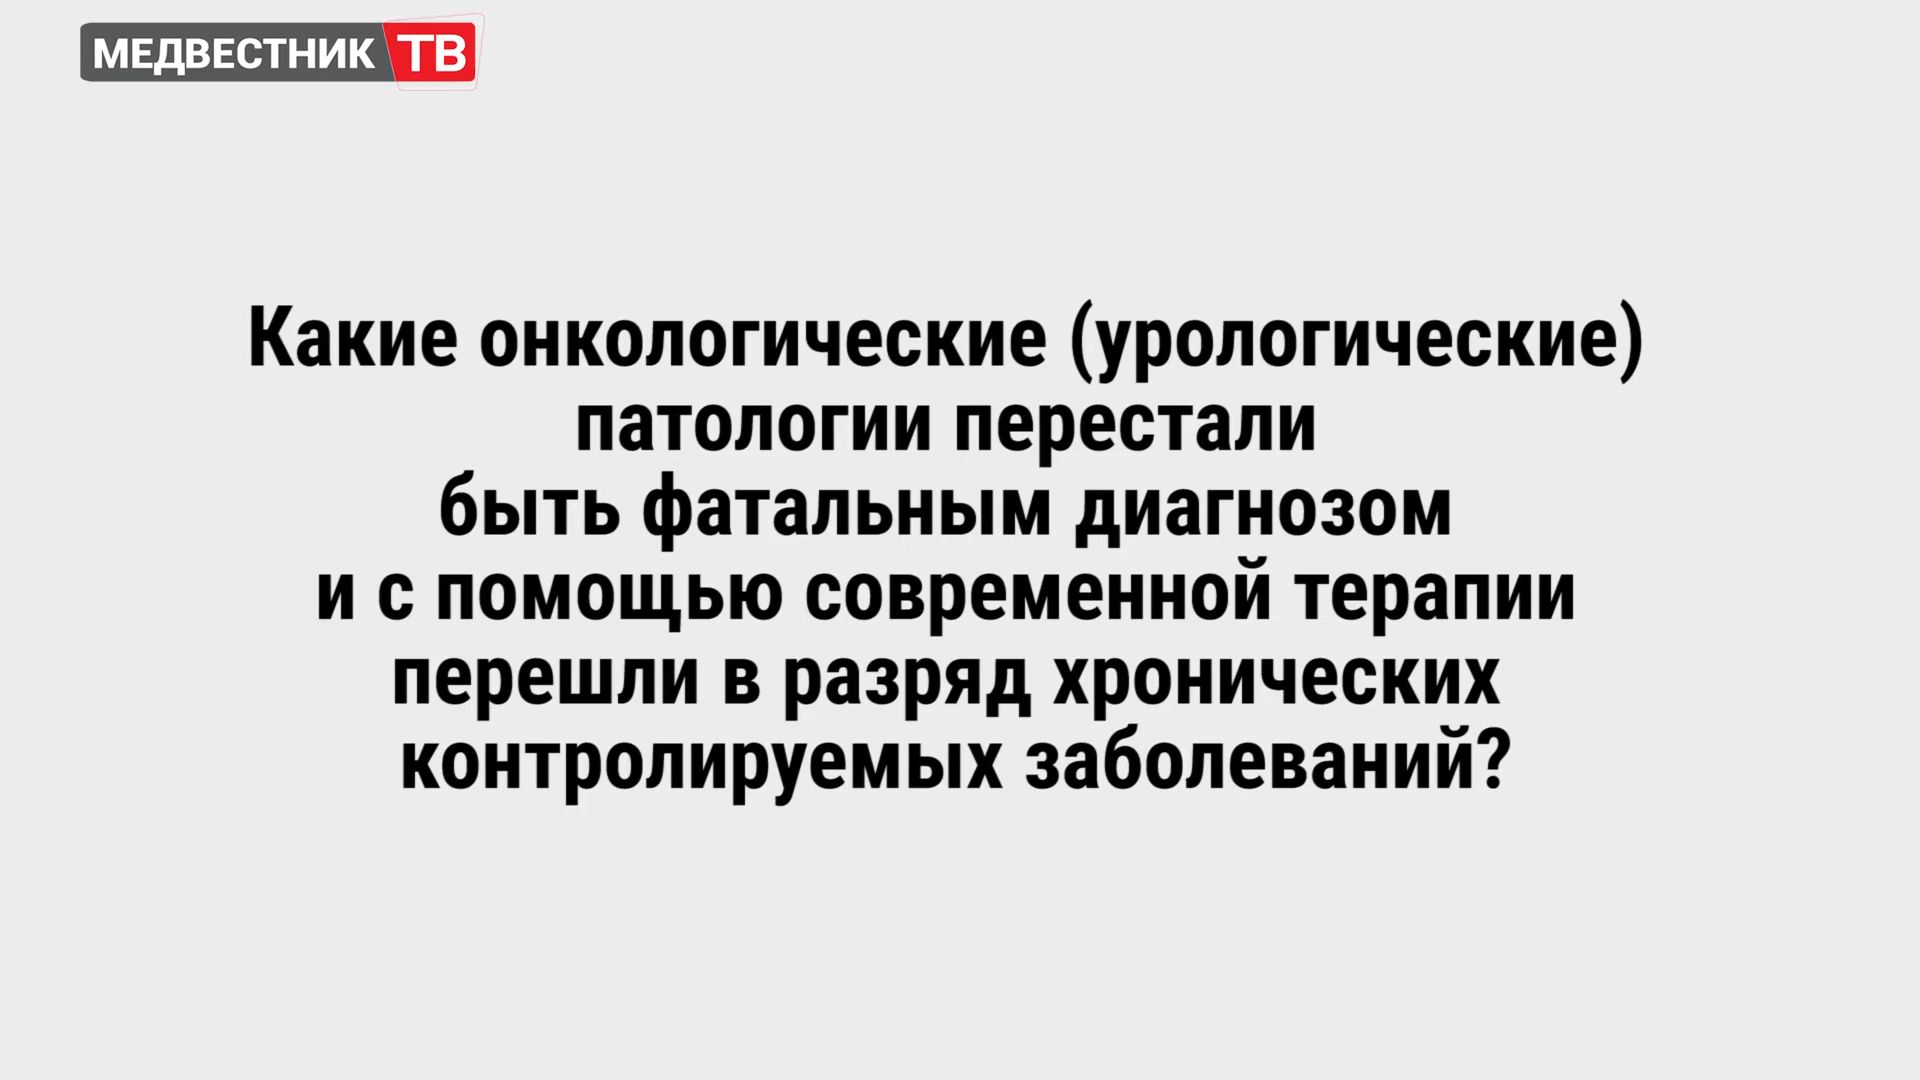 МЕДВЕСТНИК ТВ
Какие онкологические (урологические)
патологии перестали
быть фатальным диагнозом
и с помощью современной терапии
перешли в разряд хронических
контролируемых заболеваний?